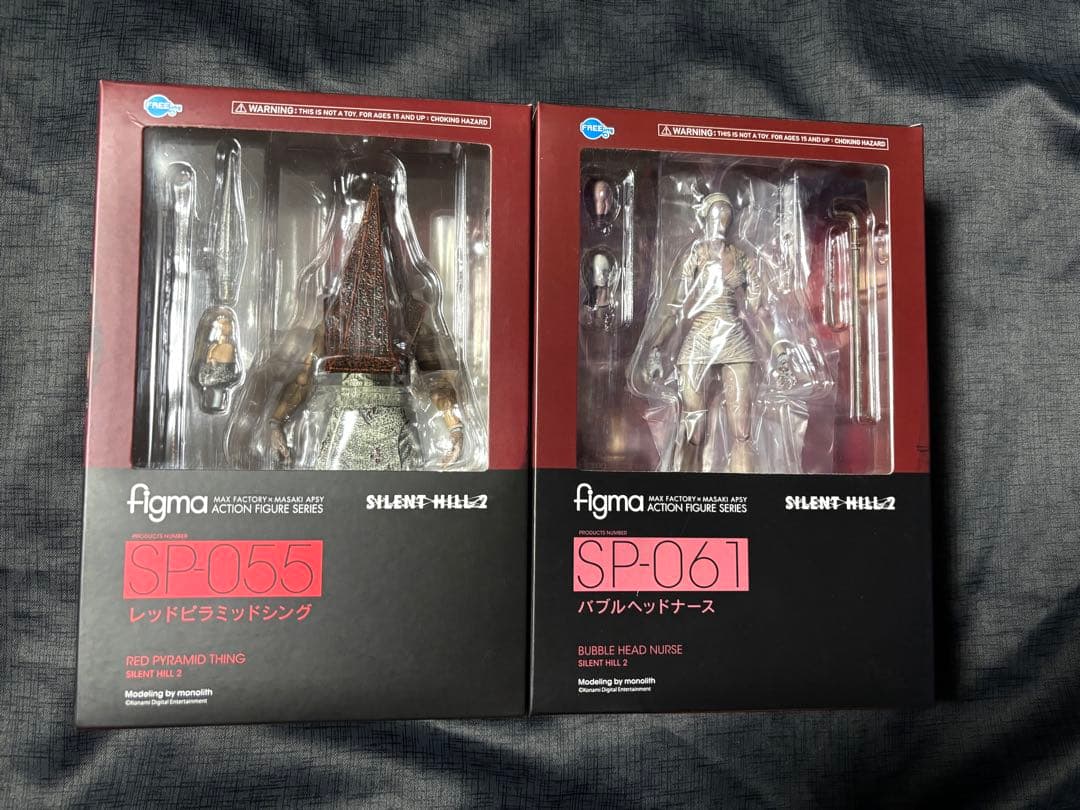 FREEing
⚠ WARNING : THIS IS NOT A TOY. FOR AGES 15 AND UP : CHOKING HAZARD
figma
MAX FACTORY × MASAKI APSY
ACTION FIGURE SERIES
SILENT HILL 2
PRODUCTS NUMBER
SP-055
レッドピラミッドシング
RED PYRAMID THING
SILENT HILL 2
Modeling by monolith
©Konami Digital Entertainment
FREEing
⚠ WARNING : THIS IS NOT A TOY. FOR AGES 15 AND UP : CHOKING HAZARD
figma
MAX FACTORY × MASAKI APSY
ACTION FIGURE SERIES
SILENT HILL 2
PRODUCTS NUMBER
SP-061
バブルヘッドナース
BUBBLE HEAD NURSE
SILENT HILL 2
Modeling by monolith
©Konami Digital Entertainment